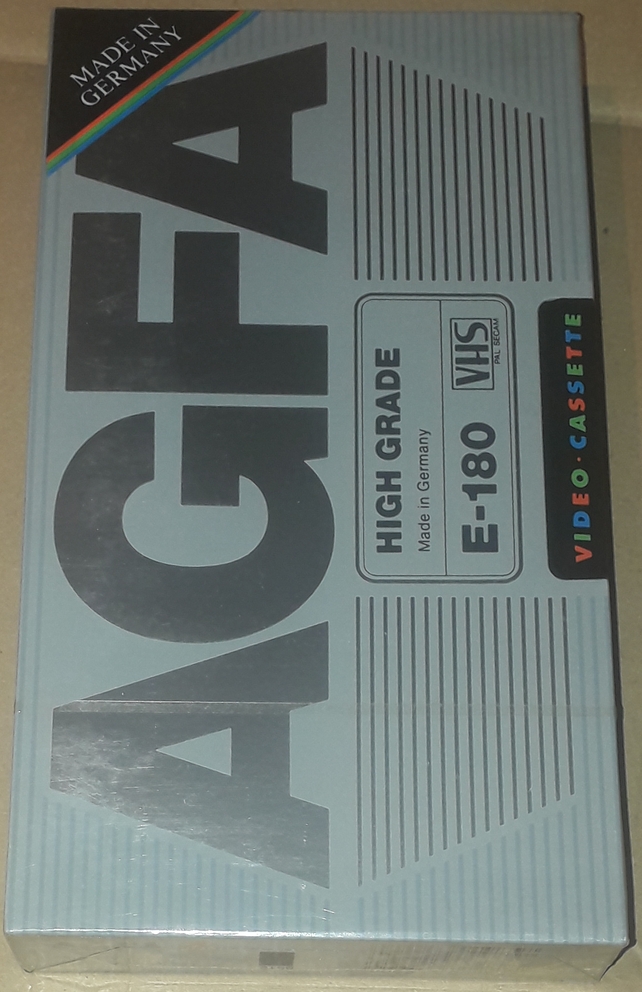 MADE IN
GERMANY
AGFA
HIGH GRADE
Made in Germany
E-180
VHS
PAL SECAM
VIDEO·CASSETTE